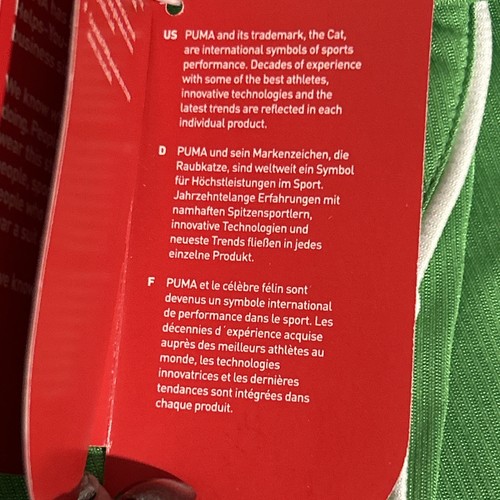 US PUMA and its trademark, the Cat,
are international symbols of sports
performance. Decades of experience
with some of the best athletes,
innovative technologies and the
latest trends are reflected in each
individual product.
D PUMA und sein Markenzeichen, die
Raubkatze, sind weltweit ein Symbol
für Höchstleistungen im Sport.
Jahrzehntelange Erfahrungen mit
namhaften Spitzensportlern,
innovative Technologien und
neueste Trends fließen in jedes
einzelne Produkt.
F PUMA et le célèbre félin sont
devenus un symbole international
de performance dans le sport. Les
décennies d´expérience acquise
auprès des meilleurs athlètes au
monde, les technologies
innovatrices et les dernières
tendances sont intégrées dans
chaque produit.